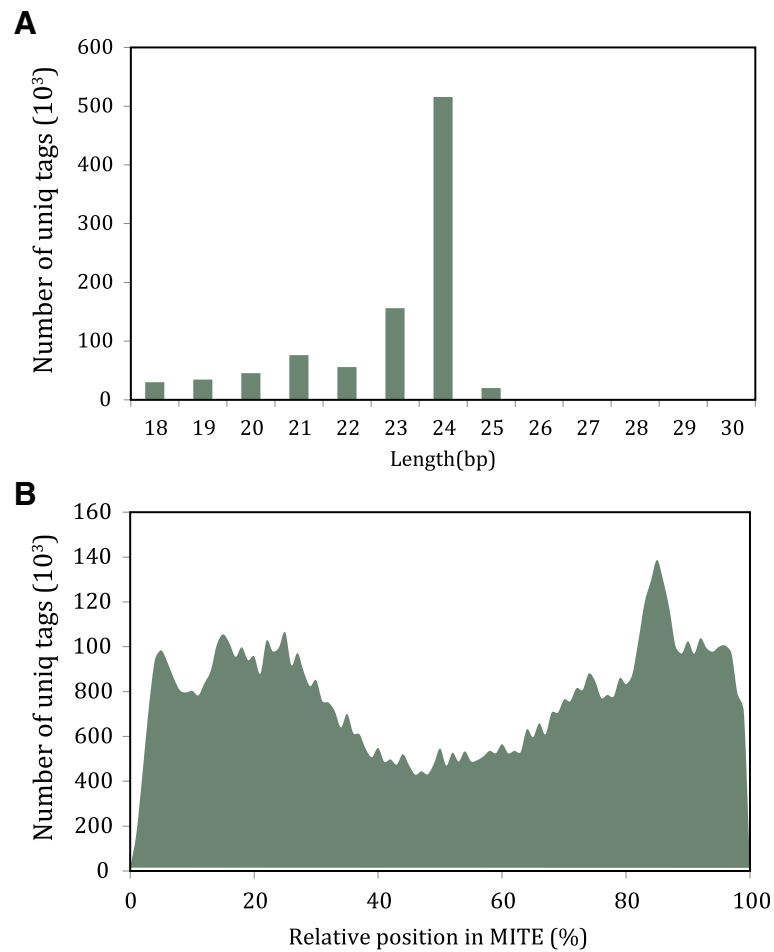 A
600
500
400
300
200
100
0
Number of uniq tags (10³)
18 19 20 21 22 23 24 25 26 27 28 29 30
Length(bp)
B
160
140
120
100
800
600
400
200
0
Number of uniq tags (10³)
0 20 40 60 80 100
Relative position in MITE (%)